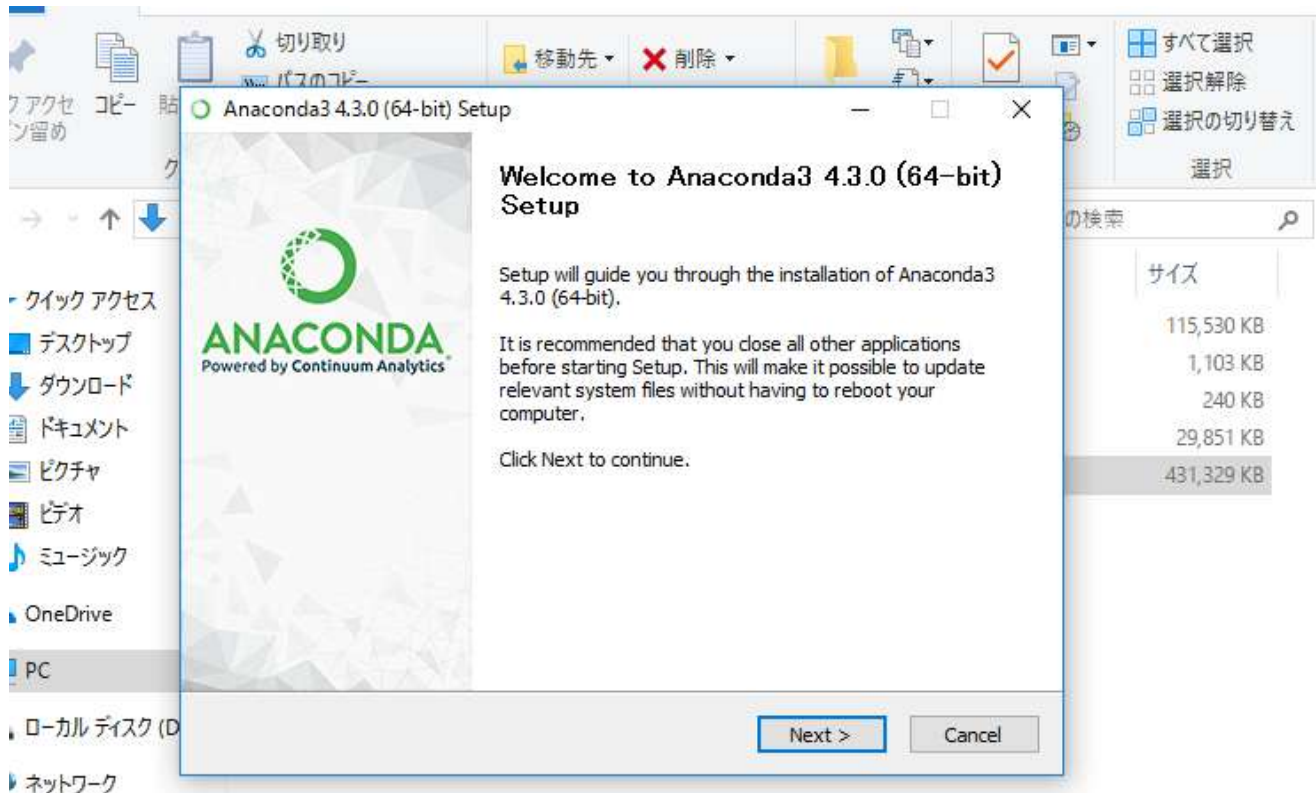 切り取り
パスのコピー
コピー
移動先
削除
すべて選択
選択解除
選択の切り替え
選択
Anaconda3 4.3.0 (64-bit) Setup
の検索
サイズ
115,530 KB
1,103 KB
240 KB
29,851 KB
431,329 KB
クイック アクセス
デスクトップ
ダウンロード
ドキュメント
ピクチャ
ビデオ
ミュージック
OneDrive
PC
ローカル ディスク (D
ネットワーク
ANACONDA
Powered by Continuum Analytics
Welcome to Anaconda3 4.3.0 (64-bit)
Setup
Setup will guide you through the installation of Anaconda3
4.3.0 (64-bit).
It is recommended that you close all other applications
before starting Setup. This will make it possible to update
relevant system files without having to reboot your
computer.
Click Next to continue.
Next >
Cancel